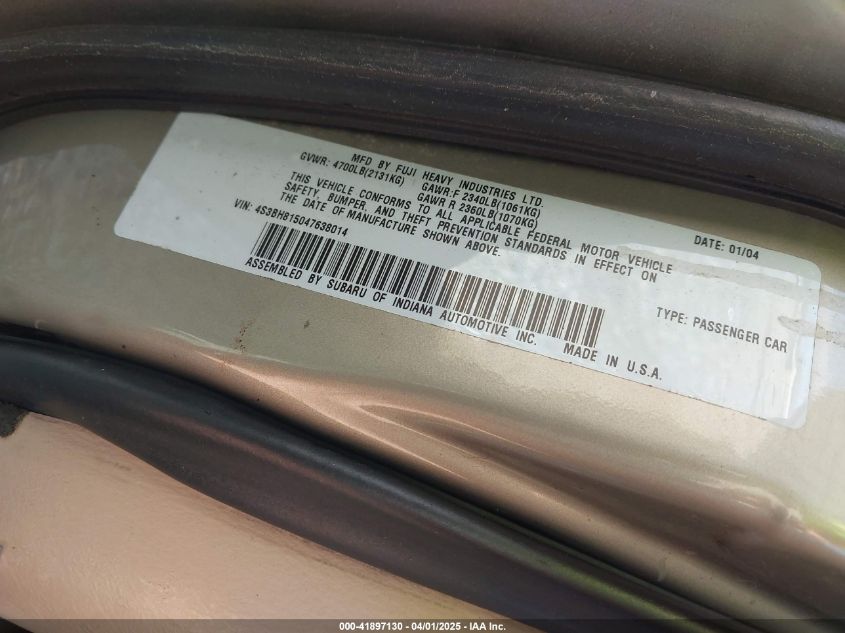 MFD BY FUJI HEAVY INDUSTRIES LTD.
DATE: 01/04
GVWR: 4700LB(2131KG)
GAWR:F 2340LB(1061KG)
GAWR R 2360LB(1070KG)
THIS VEHICLE CONFORMS TO ALL APPLICABLE FEDERAL MOTOR VEHICLE
SAFETY, BUMPER, AND THEFT PREVENTION STANDARDS IN EFFECT ON
THE DATE OF MANUFACTURE SHOWN ABOVE.
VIN: 4S3BH815047638014
TYPE: PASSENGER CAR
ASSEMBLED BY SUBARU OF INDIANA AUTOMOTIVE INC.
MADE IN U.S.A.
000-41897130 - 04/01/2025 - IAA Inc.